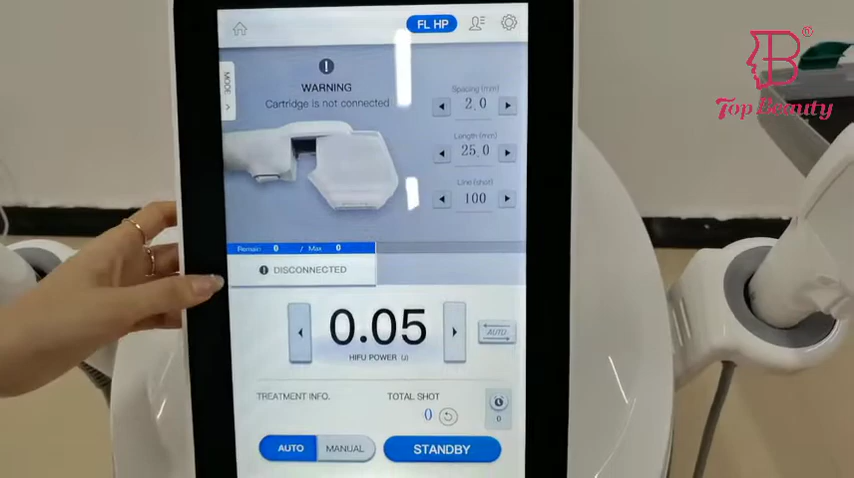 FL HP
B®
Top Beauty
MODE
WARNING
Cartridge is not connected
Spacing (mm)
2.0
Length (mm)
25.0
Line (shot)
100
Remain 0 / Max 0
DISCONNECTED
0.05
HIFU POWER (J)
AUTO
TREATMENT INFO.
TOTAL SHOT
0
0
AUTO
MANUAL
STANDBY